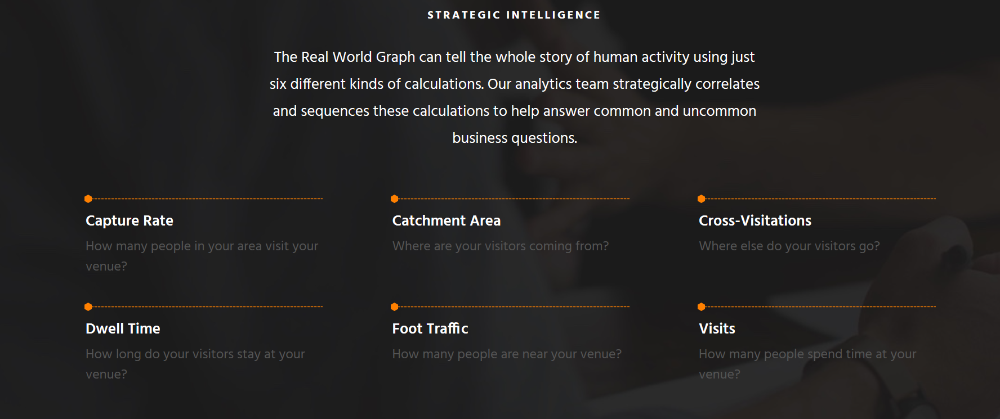 STRATEGIC INTELLIGENCE
The Real World Graph can tell the whole story of human activity using just
six different kinds of calculations. Our analytics team strategically correlates
and sequences these calculations to help answer common and uncommon
business questions.
Capture Rate
How many people in your area visit your
venue?
Catchment Area
Where are your visitors coming from?
Cross-Visitations
Where else do your visitors go?
Dwell Time
How long do your visitors stay at your
venue?
Foot Traffic
How many people are near your venue?
Visits
How many people spend time at your
venue?